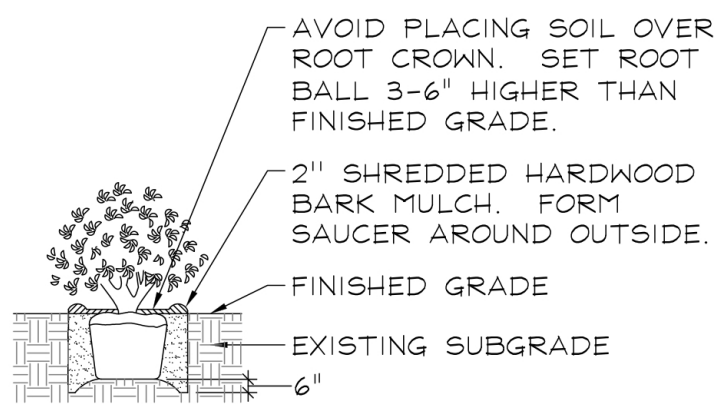 AVOID PLACING SOIL OVER
ROOT CROWN. SET ROOT
BALL 3-6" HIGHER THAN
FINISHED GRADE.
2" SHREDDED HARDWOOD
BARK MULCH. FORM
SAUCER AROUND OUTSIDE.
FINISHED GRADE
EXISTING SUBGRADE
6"